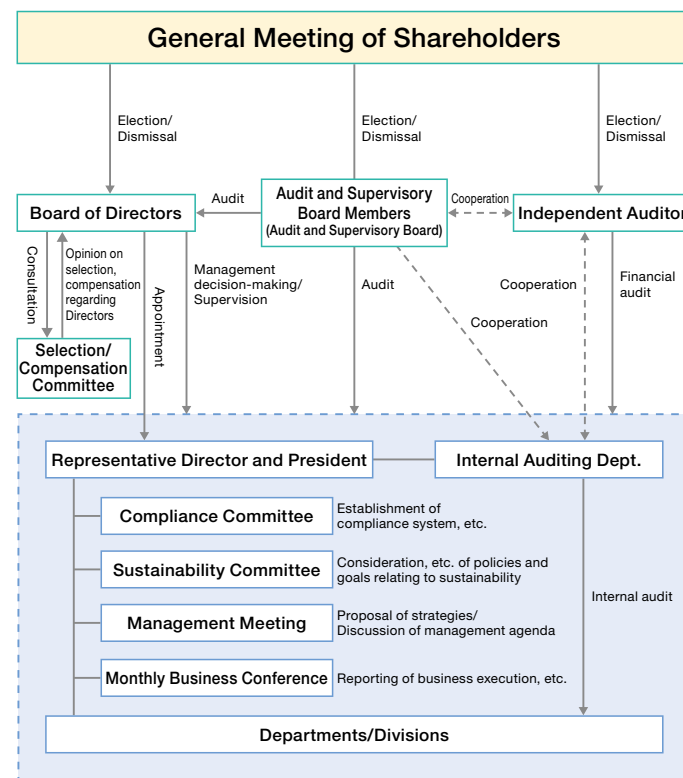 General Meeting of Shareholders
Election/
Dismissal
Election/
Dismissal
Election/
Dismissal
Board of Directors
Audit
Audit and Supervisory
Board Members
(Audit and Supervisory Board)
Cooperation
Independent Auditor
Consultation
Opinion on
selection,
compensation
regarding
Directors
Appointment
Management
decision-making/
Supervision
Audit
Cooperation
Cooperation
Financial
audit
Selection/
Compensation
Committee
Representative Director and President
Internal Auditing Dept.
Compliance Committee
Establishment of
compliance system, etc.
Sustainability Committee
Consideration, etc. of policies and
goals relating to sustainability
Management Meeting
Proposal of strategies/
Discussion of management agenda
Monthly Business Conference
Reporting of business execution, etc.
Internal audit
Departments/Divisions